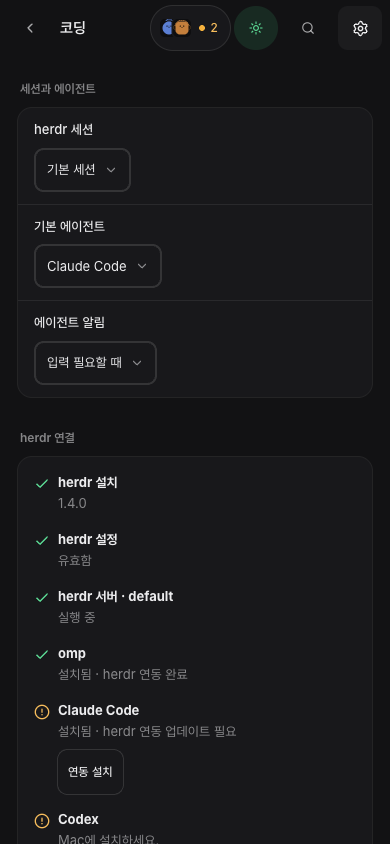 코딩
2
세션과 에이전트
herdr 세션
기본 세션
기본 에이전트
Claude Code
에이전트 알림
입력 필요할 때
herdr 연결
herdr 설치
1.4.0
herdr 설정
유효함
herdr 서버 · default
실행 중
omp
설치됨 · herdr 연동 완료
Claude Code
설치됨 · herdr 연동 업데이트 필요
연동 설치
Codex
Mac에 설치하세요.